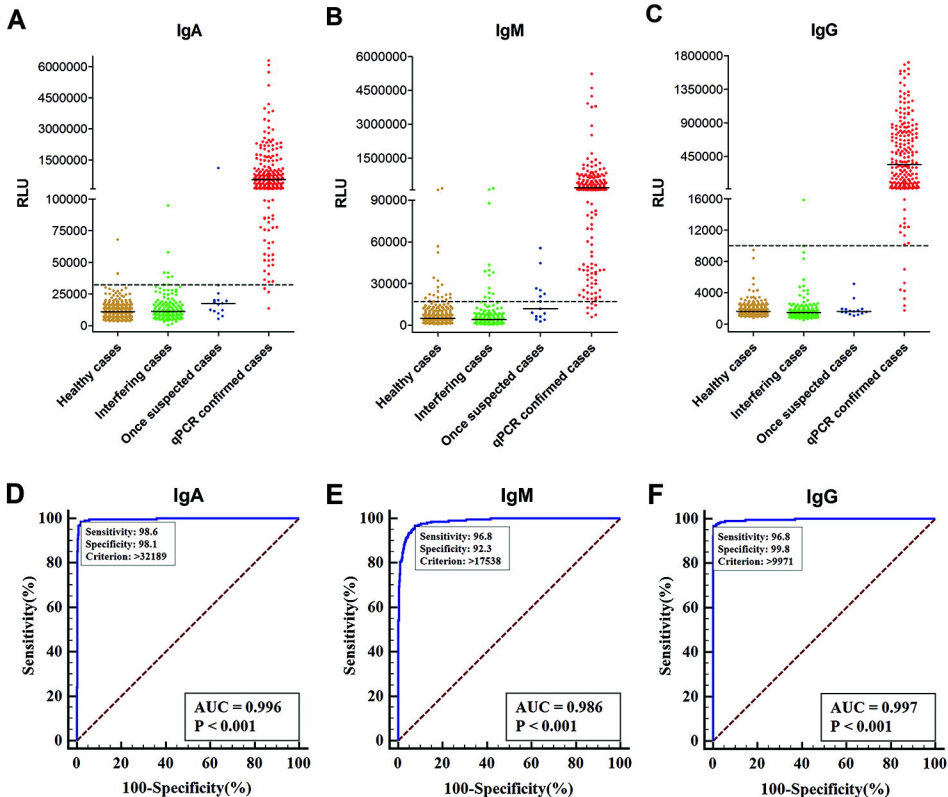 A
IgA
RLU
6000000
4500000
3000000
1500000
100000
75000
50000
25000
0
Healthy cases
Interfering cases
Once suspected cases
qPCR confirmed cases
B
IgM
RLU
6000000
4500000
3000000
1500000
90000
60000
30000
0
Healthy cases
Interfering cases
Once suspected cases
qPCR confirmed cases
C
IgG
RLU
1800000
1350000
900000
450000
16000
12000
8000
4000
0
Healthy cases
Interfering cases
Once suspected cases
qPCR confirmed cases
D
IgA
Sensitivity(%)
100
80
60
40
20
0
Sensitivity: 98.6
Specificity: 98.1
Criterion: >32189
AUC = 0.996
P < 0.001
0 20 40 60 80 100
100-Specificity(%)
E
IgM
Sensitivity(%)
100
80
60
40
20
0
Sensitivity: 96.8
Specificity: 92.3
Criterion: >17538
AUC = 0.986
P < 0.001
0 20 40 60 80 100
100-Specificity(%)
F
IgG
Sensitivity(%)
100
80
60
40
20
0
Sensitivity: 96.8
Specificity: 99.8
Criterion: >9971
AUC = 0.997
P < 0.001
0 20 40 60 80 100
100-Specificity(%)